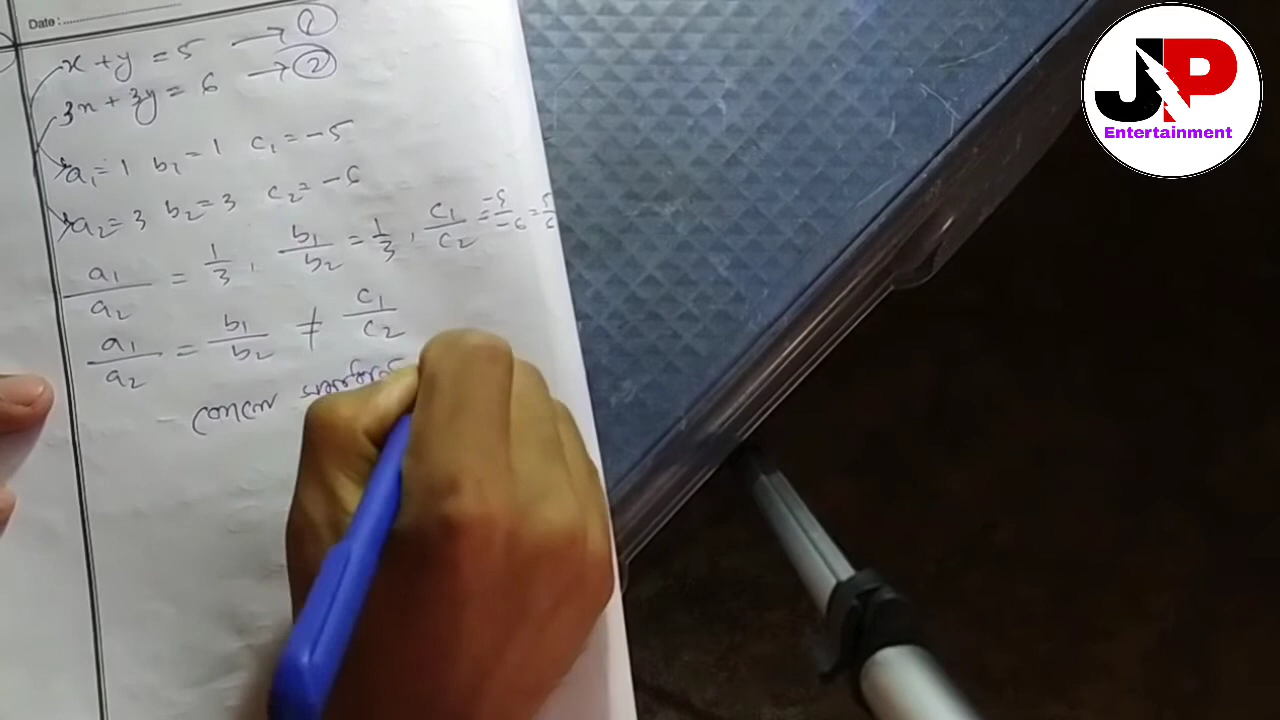 Date :
x + y = 5 → ①
3x + 3y = 6 → ②
a₁ = 1 b₁ = 1 c₁ = -5
a₂ = 3 b₂ = 3 c₂ = -6
a₁/a₂ = 1/3, b₁/b₂ = 1/3, c₁/c₂ = -5/-6 = 5/6
a₁/a₂ = b₁/b₂ ≠ c₁/c₂
কোনো
JP
Entertainment